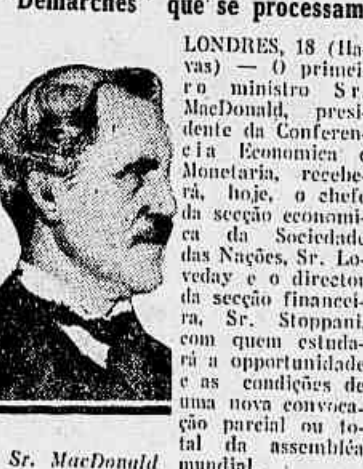 Demarches que se processam
LONDRES, 18 (Ha-
vas) — O primei
ro ministro Sr
MacDonald, presi-
dente da Conferen-
cia Economica e
Monetaria, recebe-
rá, hoje, o chefe
da secção economi-
ca da Sociedade
das Nações, Sr. Lo-
veday e o director
da secção financei-
ra, Sr. Stoppani
com quem estuda-
rá a opportunidade
e as condições de
uma nova convoca-
ção parcial ou to-
tal da assembléa
mundial
Sr. MacDonald